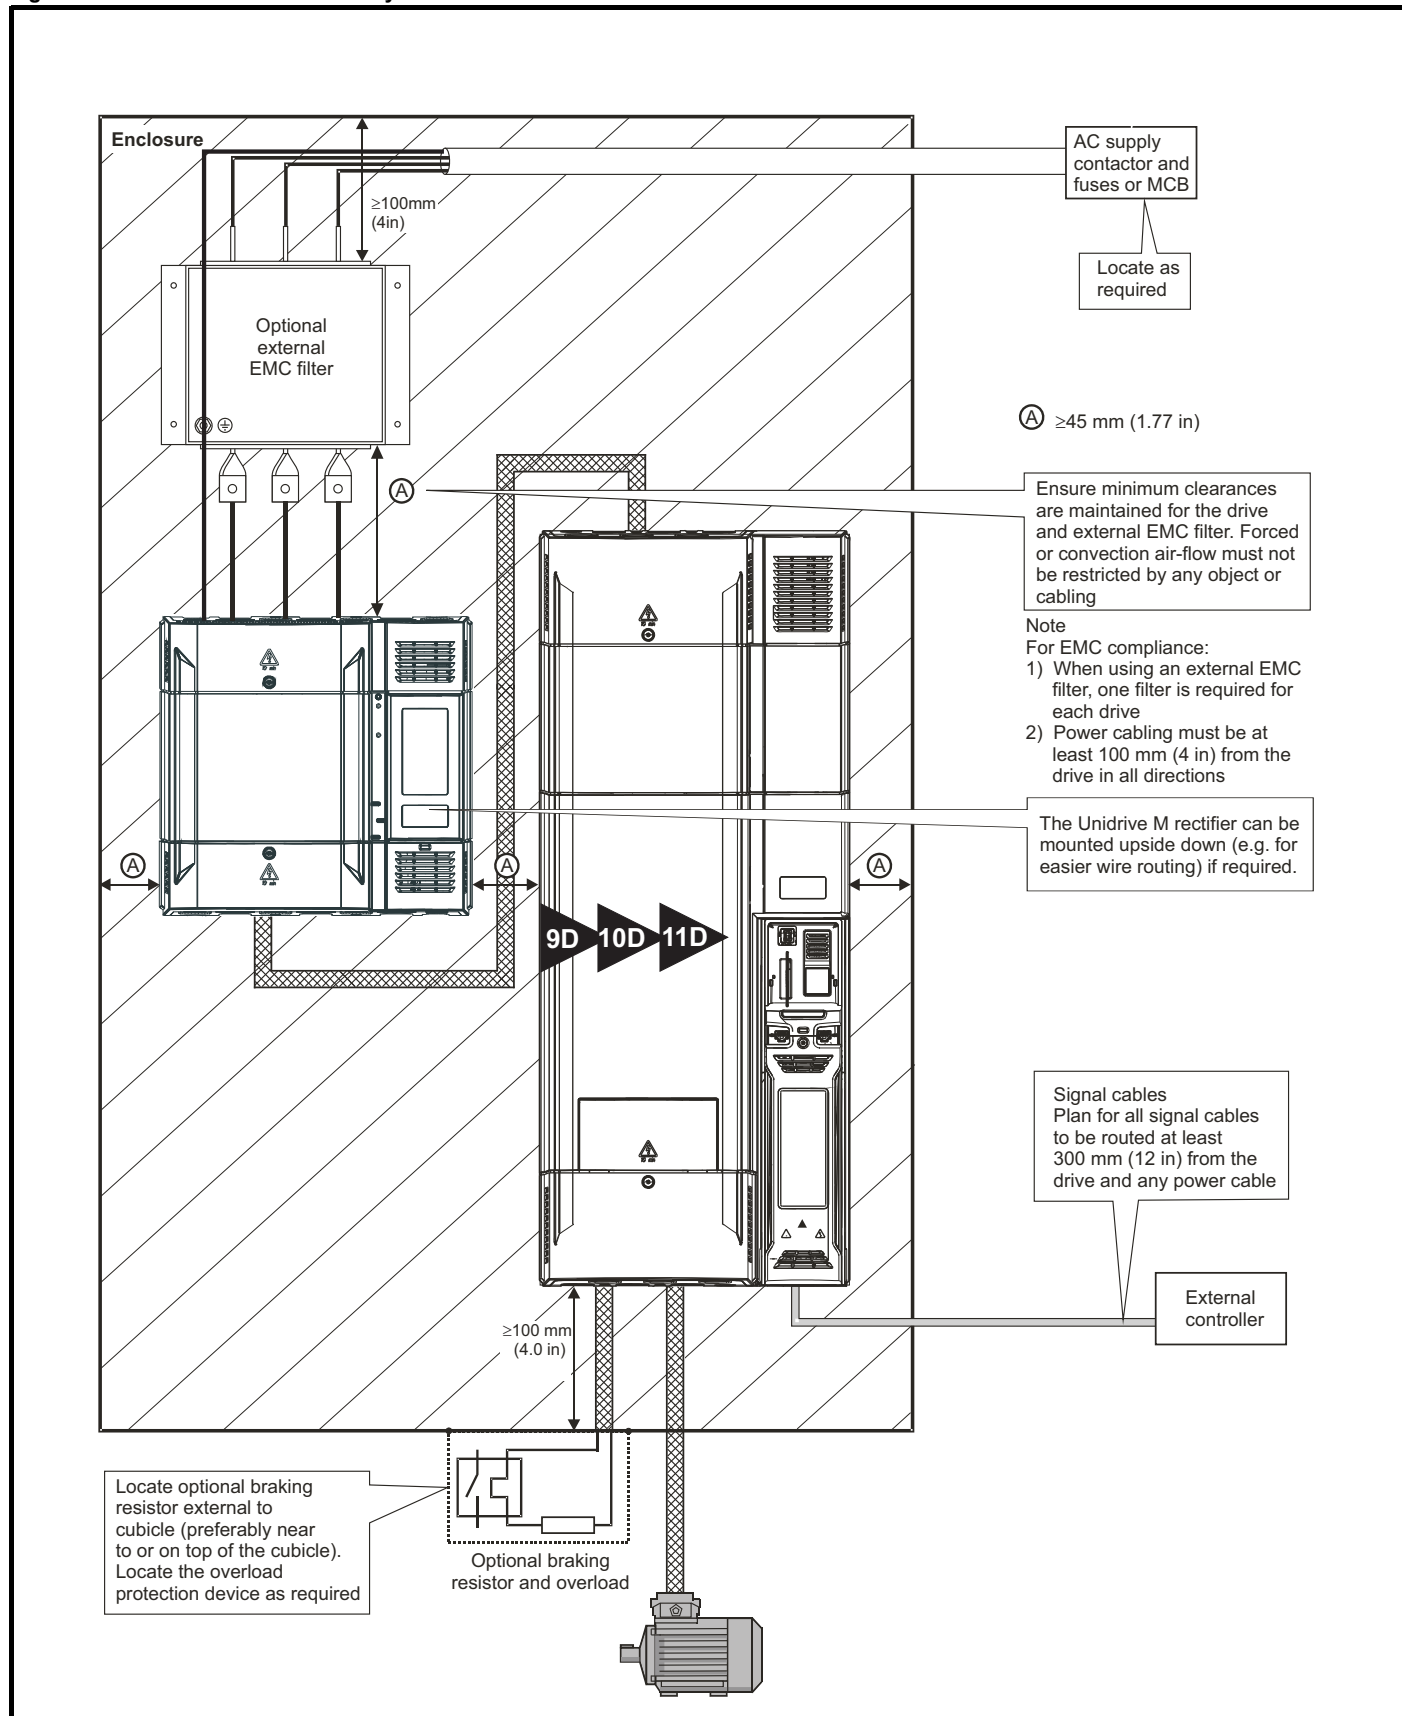 Enclosure
≥100mm
(4in)
AC supply
contactor and
fuses or MCB
Locate as
required
Optional
external
EMC filter
A ≥45 mm (1.77 in)
A
Ensure minimum clearances
are maintained for the drive
and external EMC filter. Forced
or convection air-flow must not
be restricted by any object or
cabling
Note
For EMC compliance:
1) When using an external EMC
filter, one filter is required for
each drive
2) Power cabling must be at
least 100 mm (4 in) from the
drive in all directions
The Unidrive M rectifier can be
mounted upside down (e.g. for
easier wire routing) if required.
A
A
A
9D 10D 11D
Signal cables
Plan for all signal cables
to be routed at least
300 mm (12 in) from the
drive and any power cable
External
controller
≥100 mm
(4.0 in)
Locate optional braking
resistor external to
cubicle (preferably near
to or on top of the cubicle).
Locate the overload
protection device as required
Optional braking
resistor and overload